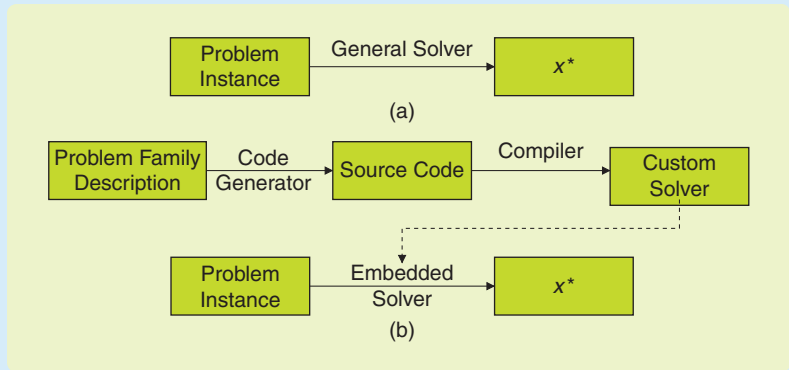 Problem
Instance
General Solver
x*
(a)
Problem Family
Description
Code
Generator
Source Code
Compiler
Custom
Solver
Problem
Instance
Embedded
Solver
x*
(b)